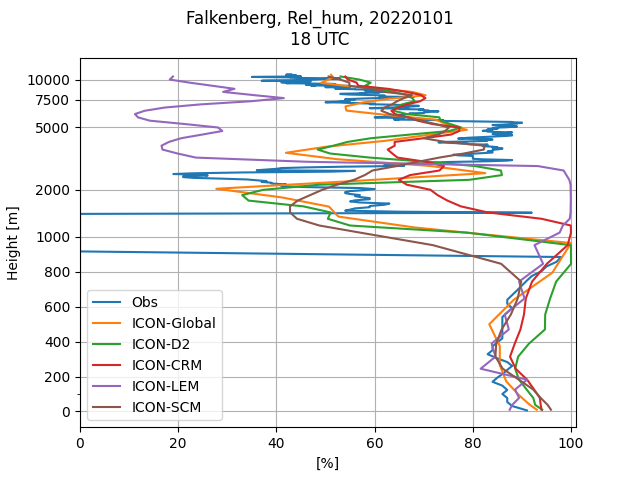 Falkenberg, Rel_hum, 20220101
18 UTC
Height [m]
10000
7500
5000
2000
1000
800
600
400
200
0
Obs
ICON-Global
ICON-D2
ICON-CRM
ICON-LEM
ICON-SCM
0 20 40 60 80 100
[%]